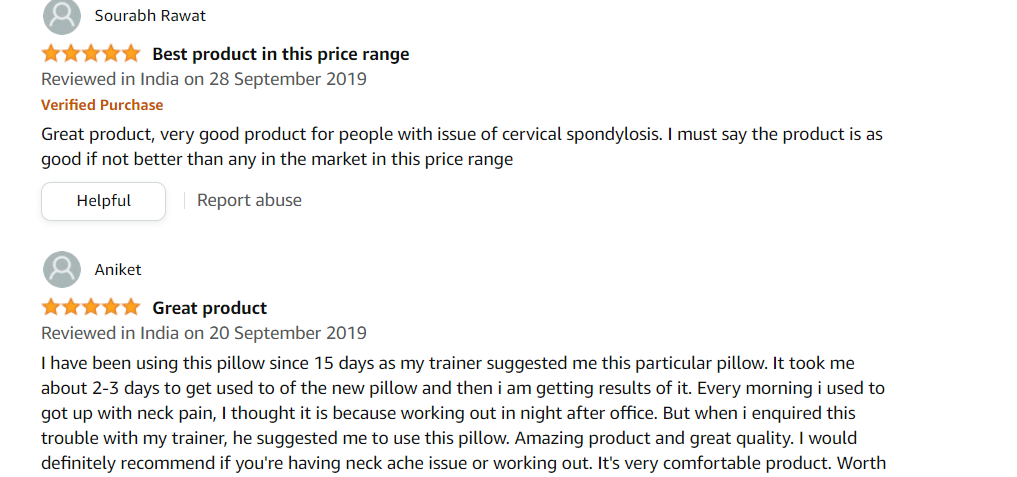 Sourabh Rawat
Best product in this price range
Reviewed in India on 28 September 2019
Verified Purchase
Great product, very good product for people with issue of cervical spondylosis. I must say the product is as
good if not better than any in the market in this price range
Helpful
Report abuse
Aniket
Great product
Reviewed in India on 20 September 2019
I have been using this pillow since 15 days as my trainer suggested me this particular pillow. It took me
about 2-3 days to get used to of the new pillow and then i am getting results of it. Every morning i used to
got up with neck pain, I thought it is because working out in night after office. But when i enquired this
trouble with my trainer, he suggested me to use this pillow. Amazing product and great quality. I would
definitely recommend if you're having neck ache issue or working out. It's very comfortable product. Worth